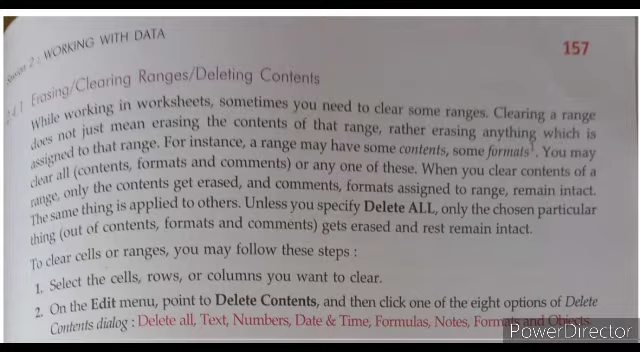 Session 2 : WORKING WITH DATA
157
2.4.1 Erasing/Clearing Ranges/Deleting Contents
While working in worksheets, sometimes you need to clear some ranges. Clearing a range
does not just mean erasing the contents of that range, rather erasing anything which is
assigned to that range. For instance, a range may have some contents, some formats. You may
clear all (contents, formats and comments) or any one of these. When you clear contents of a
range, only the contents get erased, and comments, formats assigned to range, remain intact.
The same thing is applied to others. Unless you specify Delete ALL, only the chosen particular
thing (out of contents, formats and comments) gets erased and rest remain intact.
To clear cells or ranges, you may follow these steps :
1. Select the cells, rows, or columns you want to clear.
2. On the Edit menu, point to Delete Contents, and then click one of the eight options of Delete
Contents dialog : Delete all, Text, Numbers, Date & Time, Formulas, Notes, Formats and Objects
PowerDirector